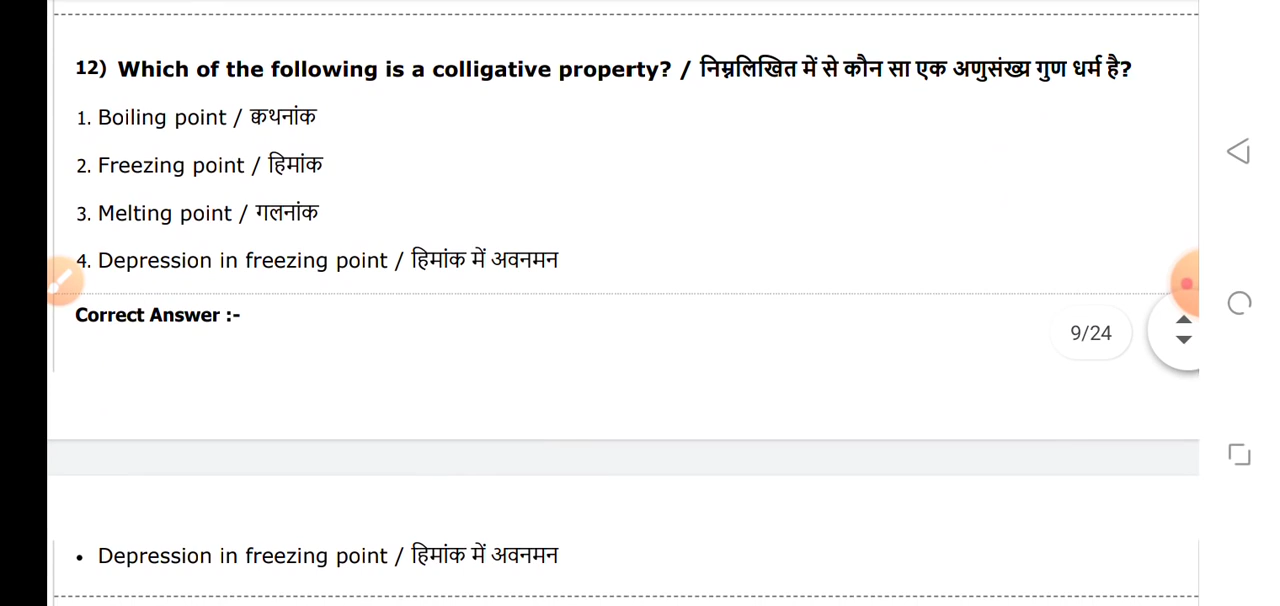 12) Which of the following is a colligative property? / निम्नलिखित में से कौन सा एक अणुसंख्य गुण धर्म है?
1. Boiling point / क्वथनांक
2. Freezing point / हिमांक
3. Melting point / गलनांक
4. Depression in freezing point / हिमांक में अवनमन
Correct Answer :-
9/24
• Depression in freezing point / हिमांक में अवनमन